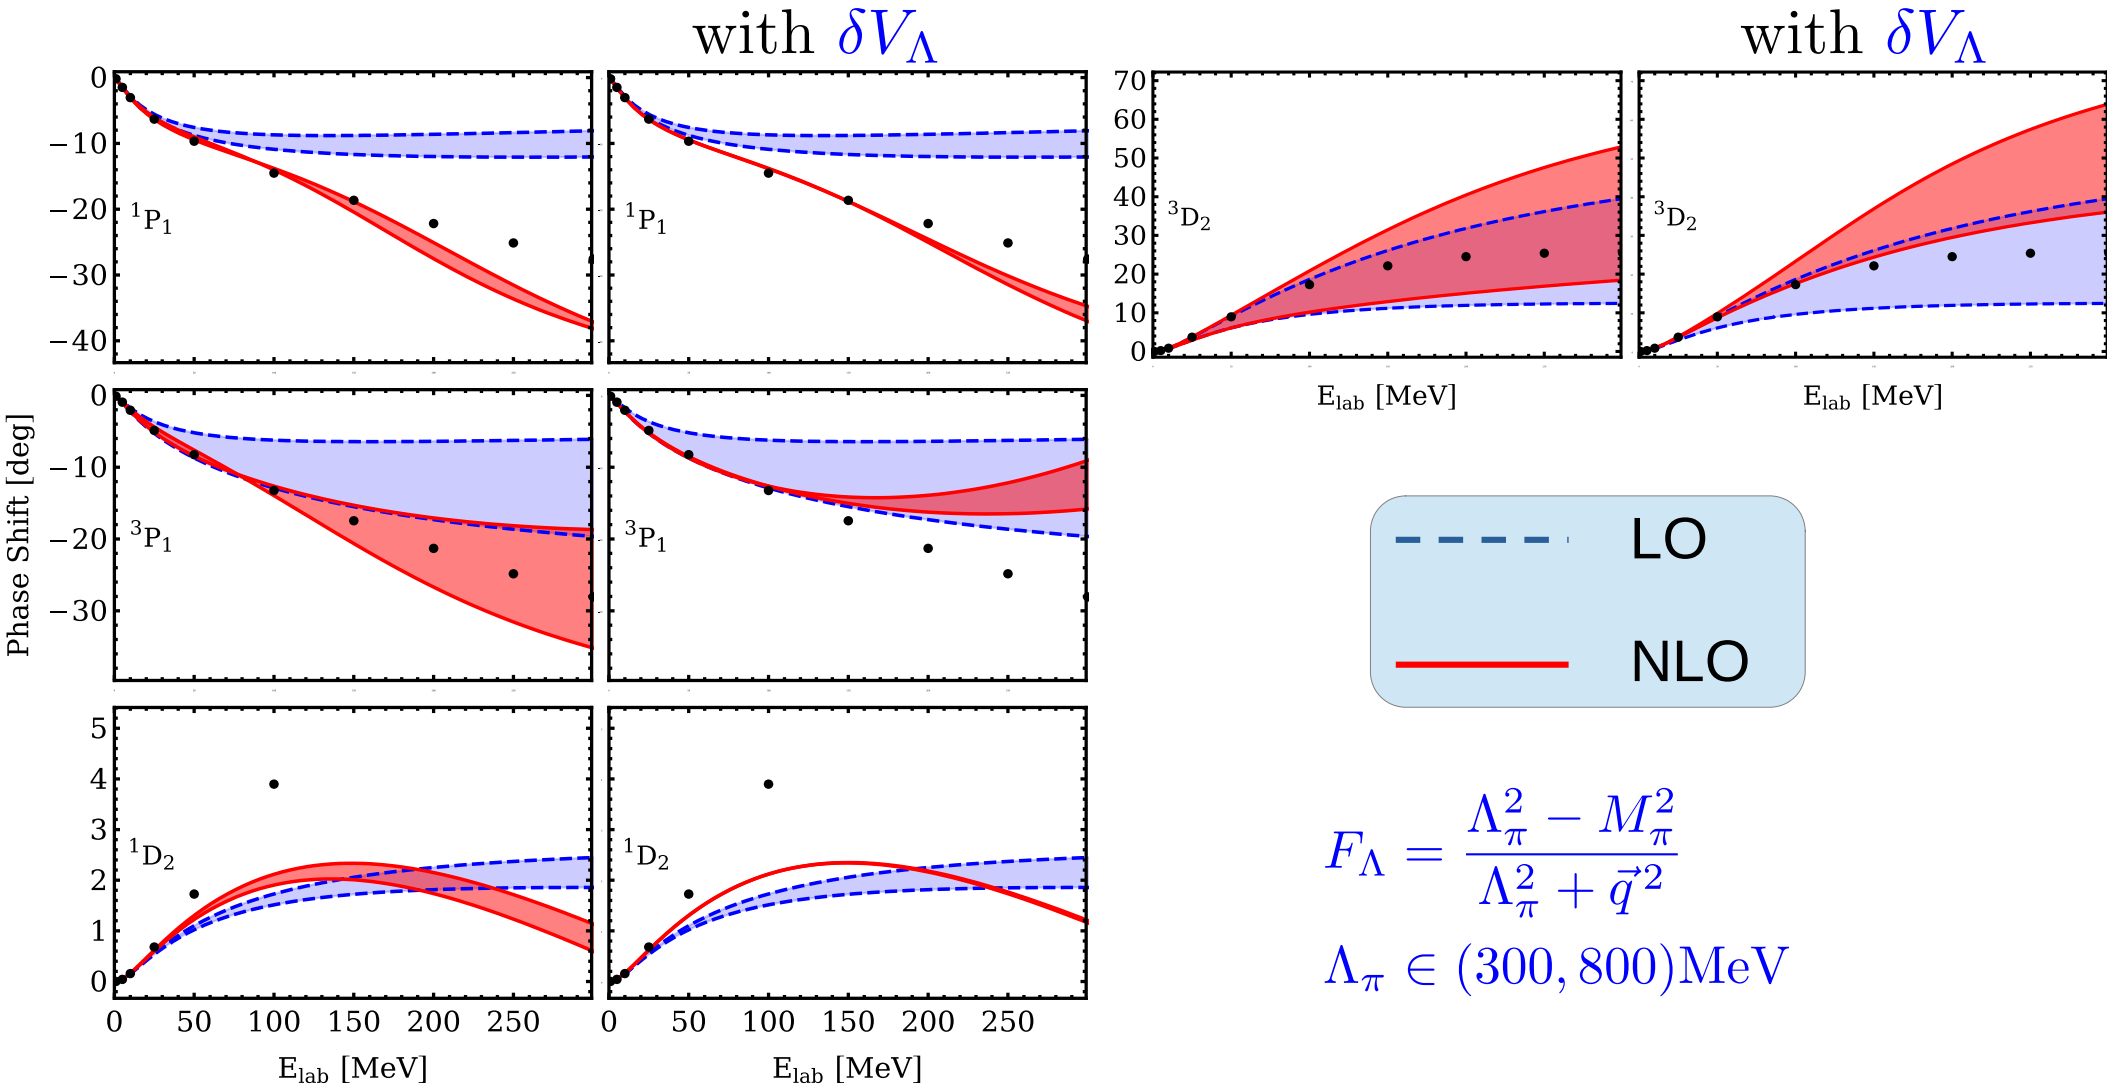 with δV_Λ
with δV_Λ
0
−10
−20
−30
−40
¹P₁
¹P₁
70
60
50
40
30
20
10
0
³D₂
³D₂
E_lab [MeV]
E_lab [MeV]
Phase Shift [deg]
0
−10
−20
−30
³P₁
³P₁
LO
NLO
5
4
3
2
1
0
¹D₂
¹D₂
0 50 100 150 200 250
0 50 100 150 200 250
E_lab [MeV]
E_lab [MeV]
F_Λ = (Λ_π² − M_π²) / (Λ_π² + q⃗ ²)
Λ_π ∈ (300, 800)MeV